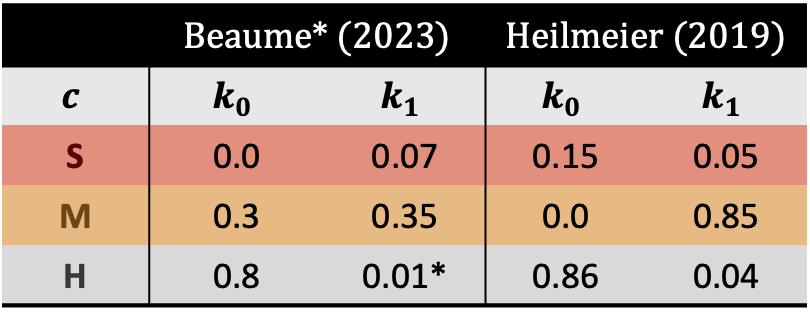 Beaume* (2023) Heilmeier (2019)
c k₀ k₁ k₀ k₁
S 0.0 0.07 0.15 0.05
M 0.3 0.35 0.0 0.85
H 0.8 0.01* 0.86 0.04